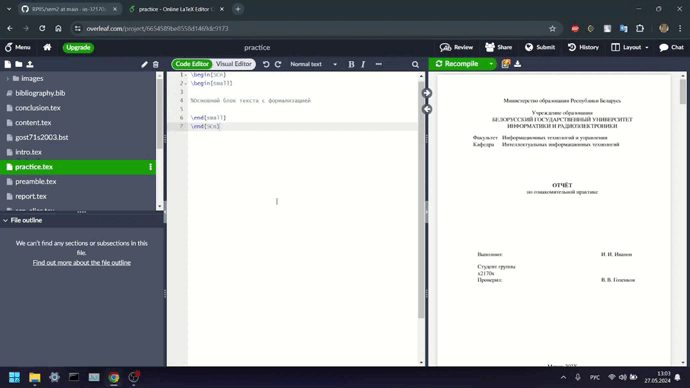 RPIIS/sem2 at main · iis-32170x
practice - Online LaTeX Editor
overleaf.com/project/6654589be8558d1469dc9173
Menu
Upgrade
practice
Review
Share
Submit
History
Layout
Chat
Code Editor
Visual Editor
Normal text
Recompile
images
bibliography.bib
conclusion.tex
content.tex
gost71s2003.bst
intro.tex
practice.tex
preamble.tex
report.tex
File outline
We can't find any sections or subsections in this
file.
Find out more about the file outline
1 \begin{SCn}
2 \begin{small}
3
4 %Основной блок текста с формализацией
5
6 \end{small}
7 \end{SCn}
Министерство образования Республики Беларусь
Учреждение образования
БЕЛОРУССКИЙ ГОСУДАРСТВЕННЫЙ УНИВЕРСИТЕТ
ИНФОРМАТИКИ И РАДИОЭЛЕКТРОНИКИ
Факультет Информационных технологий и управления
Кафедра Интеллектуальных информационных технологий
ОТЧЁТ
по ознакомительной практике
Выполнил: И. И. Иванов
Студент группы
x2170x
Проверил: В. В. Голенков
РУС
13:03
27.05.2024